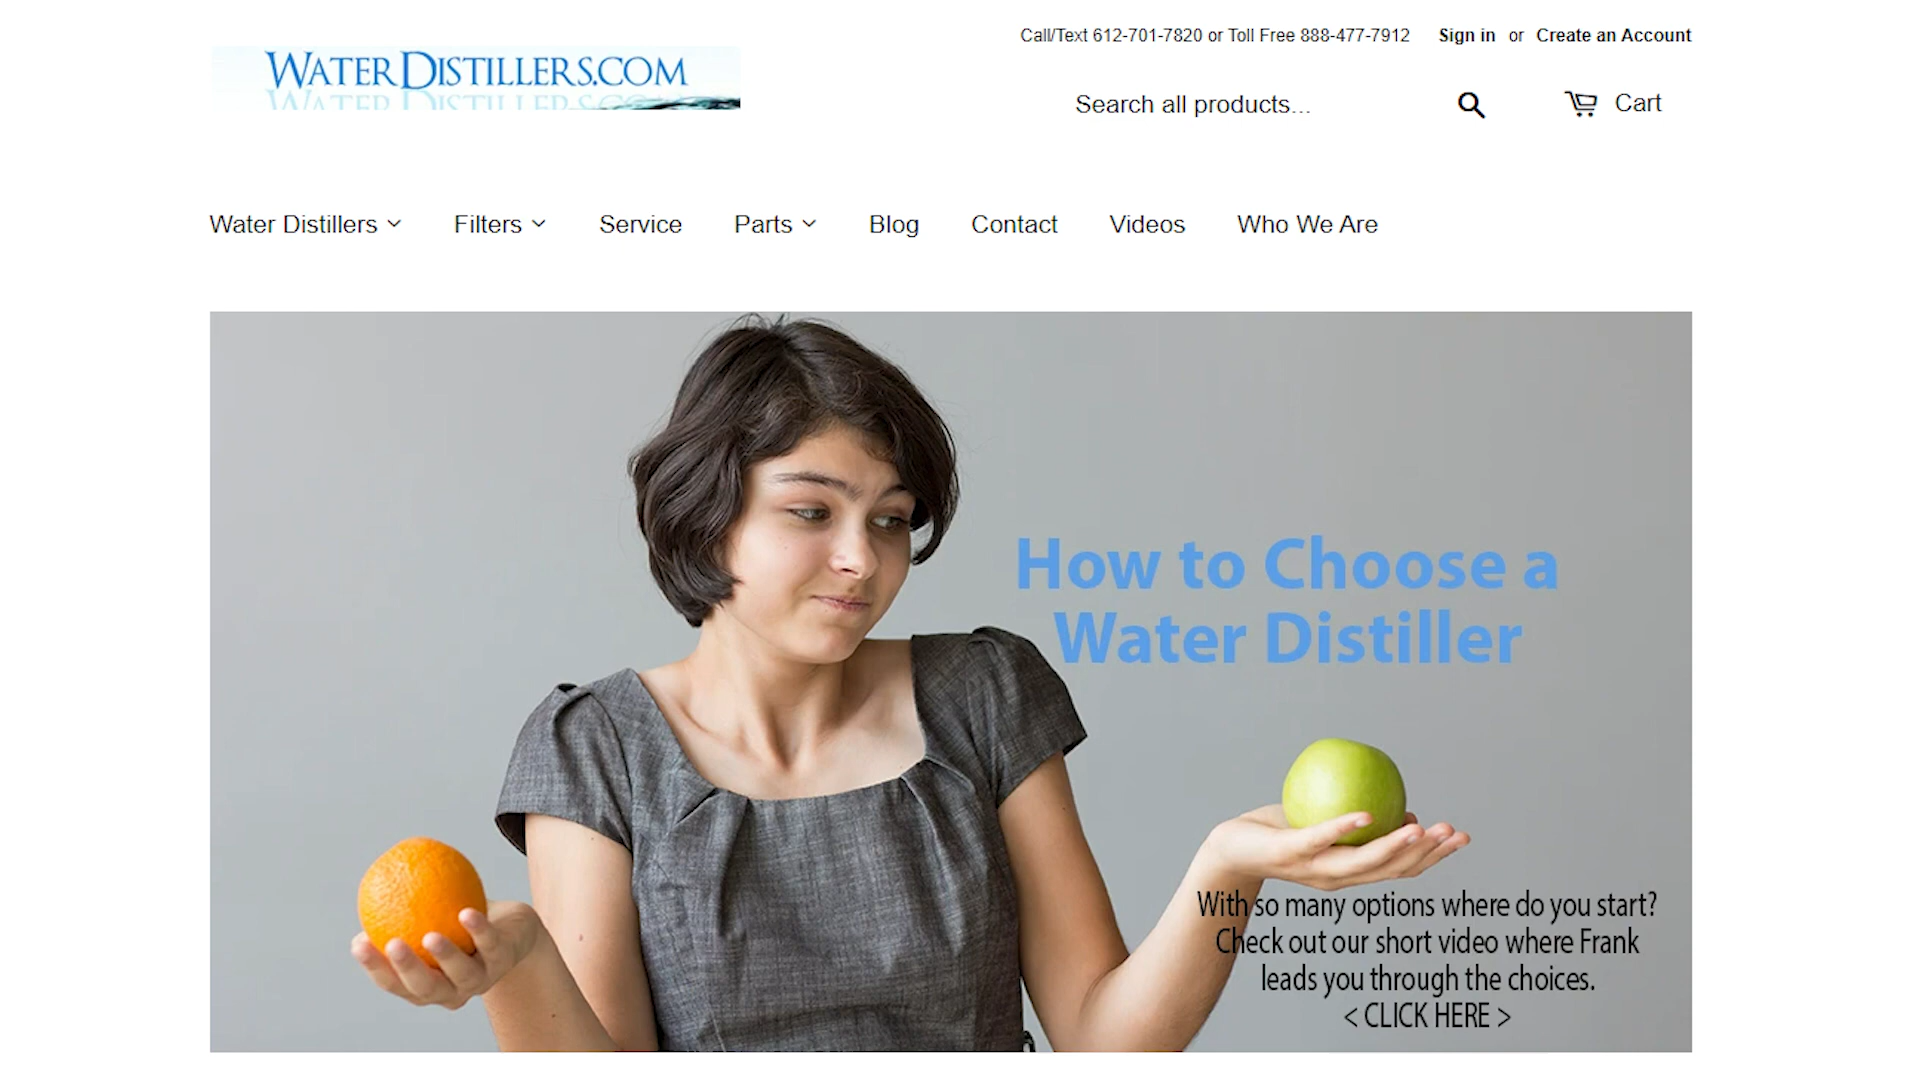 Call/Text 612-701-7820 or Toll Free 888-477-7912 Sign in or Create an Account
WATERDISTILLERS.COM
Search all products... Cart
Water Distillers Filters Service Parts Blog Contact Videos Who We Are
How to Choose a
Water Distiller
With so many options where do you start?
Check out our short video where Frank
leads you through the choices.
< CLICK HERE >